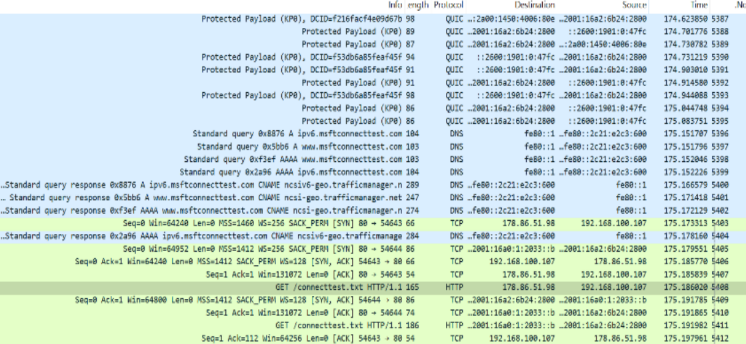 Info ength Protocol Destination Source Time .No
Protected Payload (KP0), DCID=f216facf4e09d67b 98 QUIC ...:2a00:1450:4006:80e ...2001:16a2:6b24:2800 174.623850 5387
Protected Payload (KP0) 89 QUIC ...2001:16a2:6b24:2800 ::2600:1901:0:47fc 174.701776 5388
Protected Payload (KP0) 87 QUIC ...2001:16a2:6b24:2800 ...:2a00:1450:4006:80e 174.730782 5389
Protected Payload (KP0), DCID=f53db6a85feaf45f 94 QUIC ::2600:1901:0:47fc ...2001:16a2:6b24:2800 174.731219 5390
Protected Payload (KP0), DCID=f53db6a85feaf45f 91 QUIC ::2600:1901:0:47fc ...2001:16a2:6b24:2800 174.903010 5391
Protected Payload (KP0) 91 QUIC ...2001:16a2:6b24:2800 ::2600:1901:0:47fc 174.914580 5392
Protected Payload (KP0), DCID=f53db6a85feaf45f 98 QUIC ::2600:1901:0:47fc ...2001:16a2:6b24:2800 174.944088 5393
Protected Payload (KP0) 86 QUIC ...2001:16a2:6b24:2800 ::2600:1901:0:47fc 175.044748 5394
Protected Payload (KP0) 86 QUIC ...2001:16a2:6b24:2800 ::2600:1901:0:47fc 175.083751 5395
Standard query 0x8876 A ipv6.msftconnecttest.com 104 DNS fe80::1 ...fe80::2c21:e2c3:600 175.151707 5396
Standard query 0x5bb6 A www.msftconnecttest.com 103 DNS fe80::1 ...fe80::2c21:e2c3:600 175.151907 5397
Standard query 0xf3ef AAAA www.msftconnecttest.com 103 DNS fe80::1 ...fe80::2c21:e2c3:600 175.152046 5398
Standard query 0x2a96 AAAA ipv6.msftconnecttest.com 104 DNS fe80::1 ...fe80::2c21:e2c3:600 175.152226 5399
...Standard query response 0x8876 A ipv6.msftconnecttest.com CNAME ncsiv6-geo.trafficmanager.n 289 DNS ...fe80::2c21:e2c3:600 fe80::1 175.166579 5400
...Standard query response 0x5bb6 A www.msftconnecttest.com CNAME ncsi-geo.trafficmanager.net 247 DNS ...fe80::2c21:e2c3:600 fe80::1 175.171418 5401
...Standard query response 0xf3ef AAAA www.msftconnecttest.com CNAME ncsi-geo.trafficmanager.n 274 DNS ...fe80::2c21:e2c3:600 fe80::1 175.172129 5402
Seq=0 Win=64240 Len=0 MSS=1460 WS=256 SACK_PERM [SYN] 80 → 54643 66 TCP 178.86.51.98 192.168.100.107 175.173313 5403
...Standard query response 0x2a96 AAAA ipv6.msftconnecttest.com CNAME ncsiv6-geo.trafficmanage 284 DNS ...fe80::2c21:e2c3:600 fe80::1 175.178160 5404
Seq=0 Win=64952 Len=0 MSS=1412 WS=256 SACK_PERM [SYN] 80 → 54644 86 TCP ...2001:16a0:1:2033::b ...2001:16a2:6b24:2800 175.179551 5405
Seq=0 Ack=1 Win=64240 Len=0 MSS=1412 SACK_PERM WS=128 [SYN, ACK] 54643 → 80 66 TCP 192.168.100.107 178.86.51.98 175.185770 5406
Seq=1 Ack=1 Win=131072 Len=0 [ACK] 80 → 54643 54 TCP 178.86.51.98 192.168.100.107 175.185839 5407
GET /connecttest.txt HTTP/1.1 165 HTTP 178.86.51.98 192.168.100.107 175.186020 5408
Seq=0 Ack=1 Win=64800 Len=0 MSS=1412 SACK_PERM WS=128 [SYN, ACK] 54644 → 80 86 TCP ...2001:16a2:6b24:2800 ...2001:16a0:1:2033::b 175.191785 5409
Seq=1 Ack=1 Win=131072 Len=0 [ACK] 80 → 54644 74 TCP ...2001:16a0:1:2033::b ...2001:16a2:6b24:2800 175.191865 5410
GET /connecttest.txt HTTP/1.1 186 HTTP ...2001:16a0:1:2033::b ...2001:16a2:6b24:2800 175.191982 5411
Seq=1 Ack=112 Win=64256 Len=0 [ACK] 54643 → 80 54 TCP 192.168.100.107 178.86.51.98 175.197961 5412